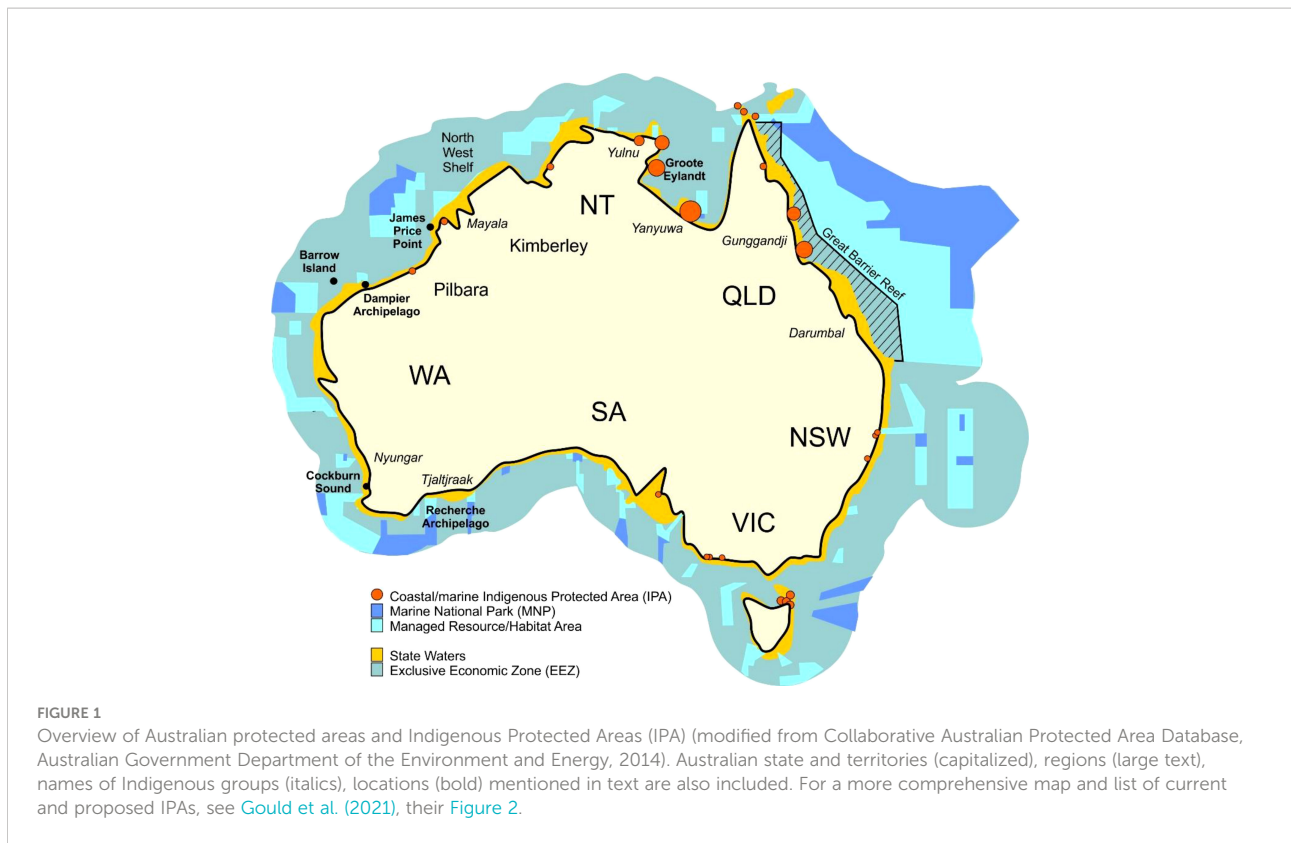 North
West
Shelf
Yulnu
Groote
Eylandt
NT
James
Price
Point
Mayala
Kimberley
Yanyuwa
Gunggandji
Great Barrier Reef
Barrow
Island
Dampier
Archipelago
Pilbara
QLD
Darumbal
WA
SA
NSW
Nyungar
Tjaltjraak
Cockburn
Sound
Recherche
Archipelago
VIC
Coastal/marine Indigenous Protected Area (IPA)
Marine National Park (MNP)
Managed Resource/Habitat Area
State Waters
Exclusive Economic Zone (EEZ)
FIGURE 1
Overview of Australian protected areas and Indigenous Protected Areas (IPA) (modified from Collaborative Australian Protected Area Database,
Australian Government Department of the Environment and Energy, 2014). Australian state and territories (capitalized), regions (large text),
names of Indigenous groups (italics), locations (bold) mentioned in text are also included. For a more comprehensive map and list of current
and proposed IPAs, see Gould et al. (2021), their Figure 2.